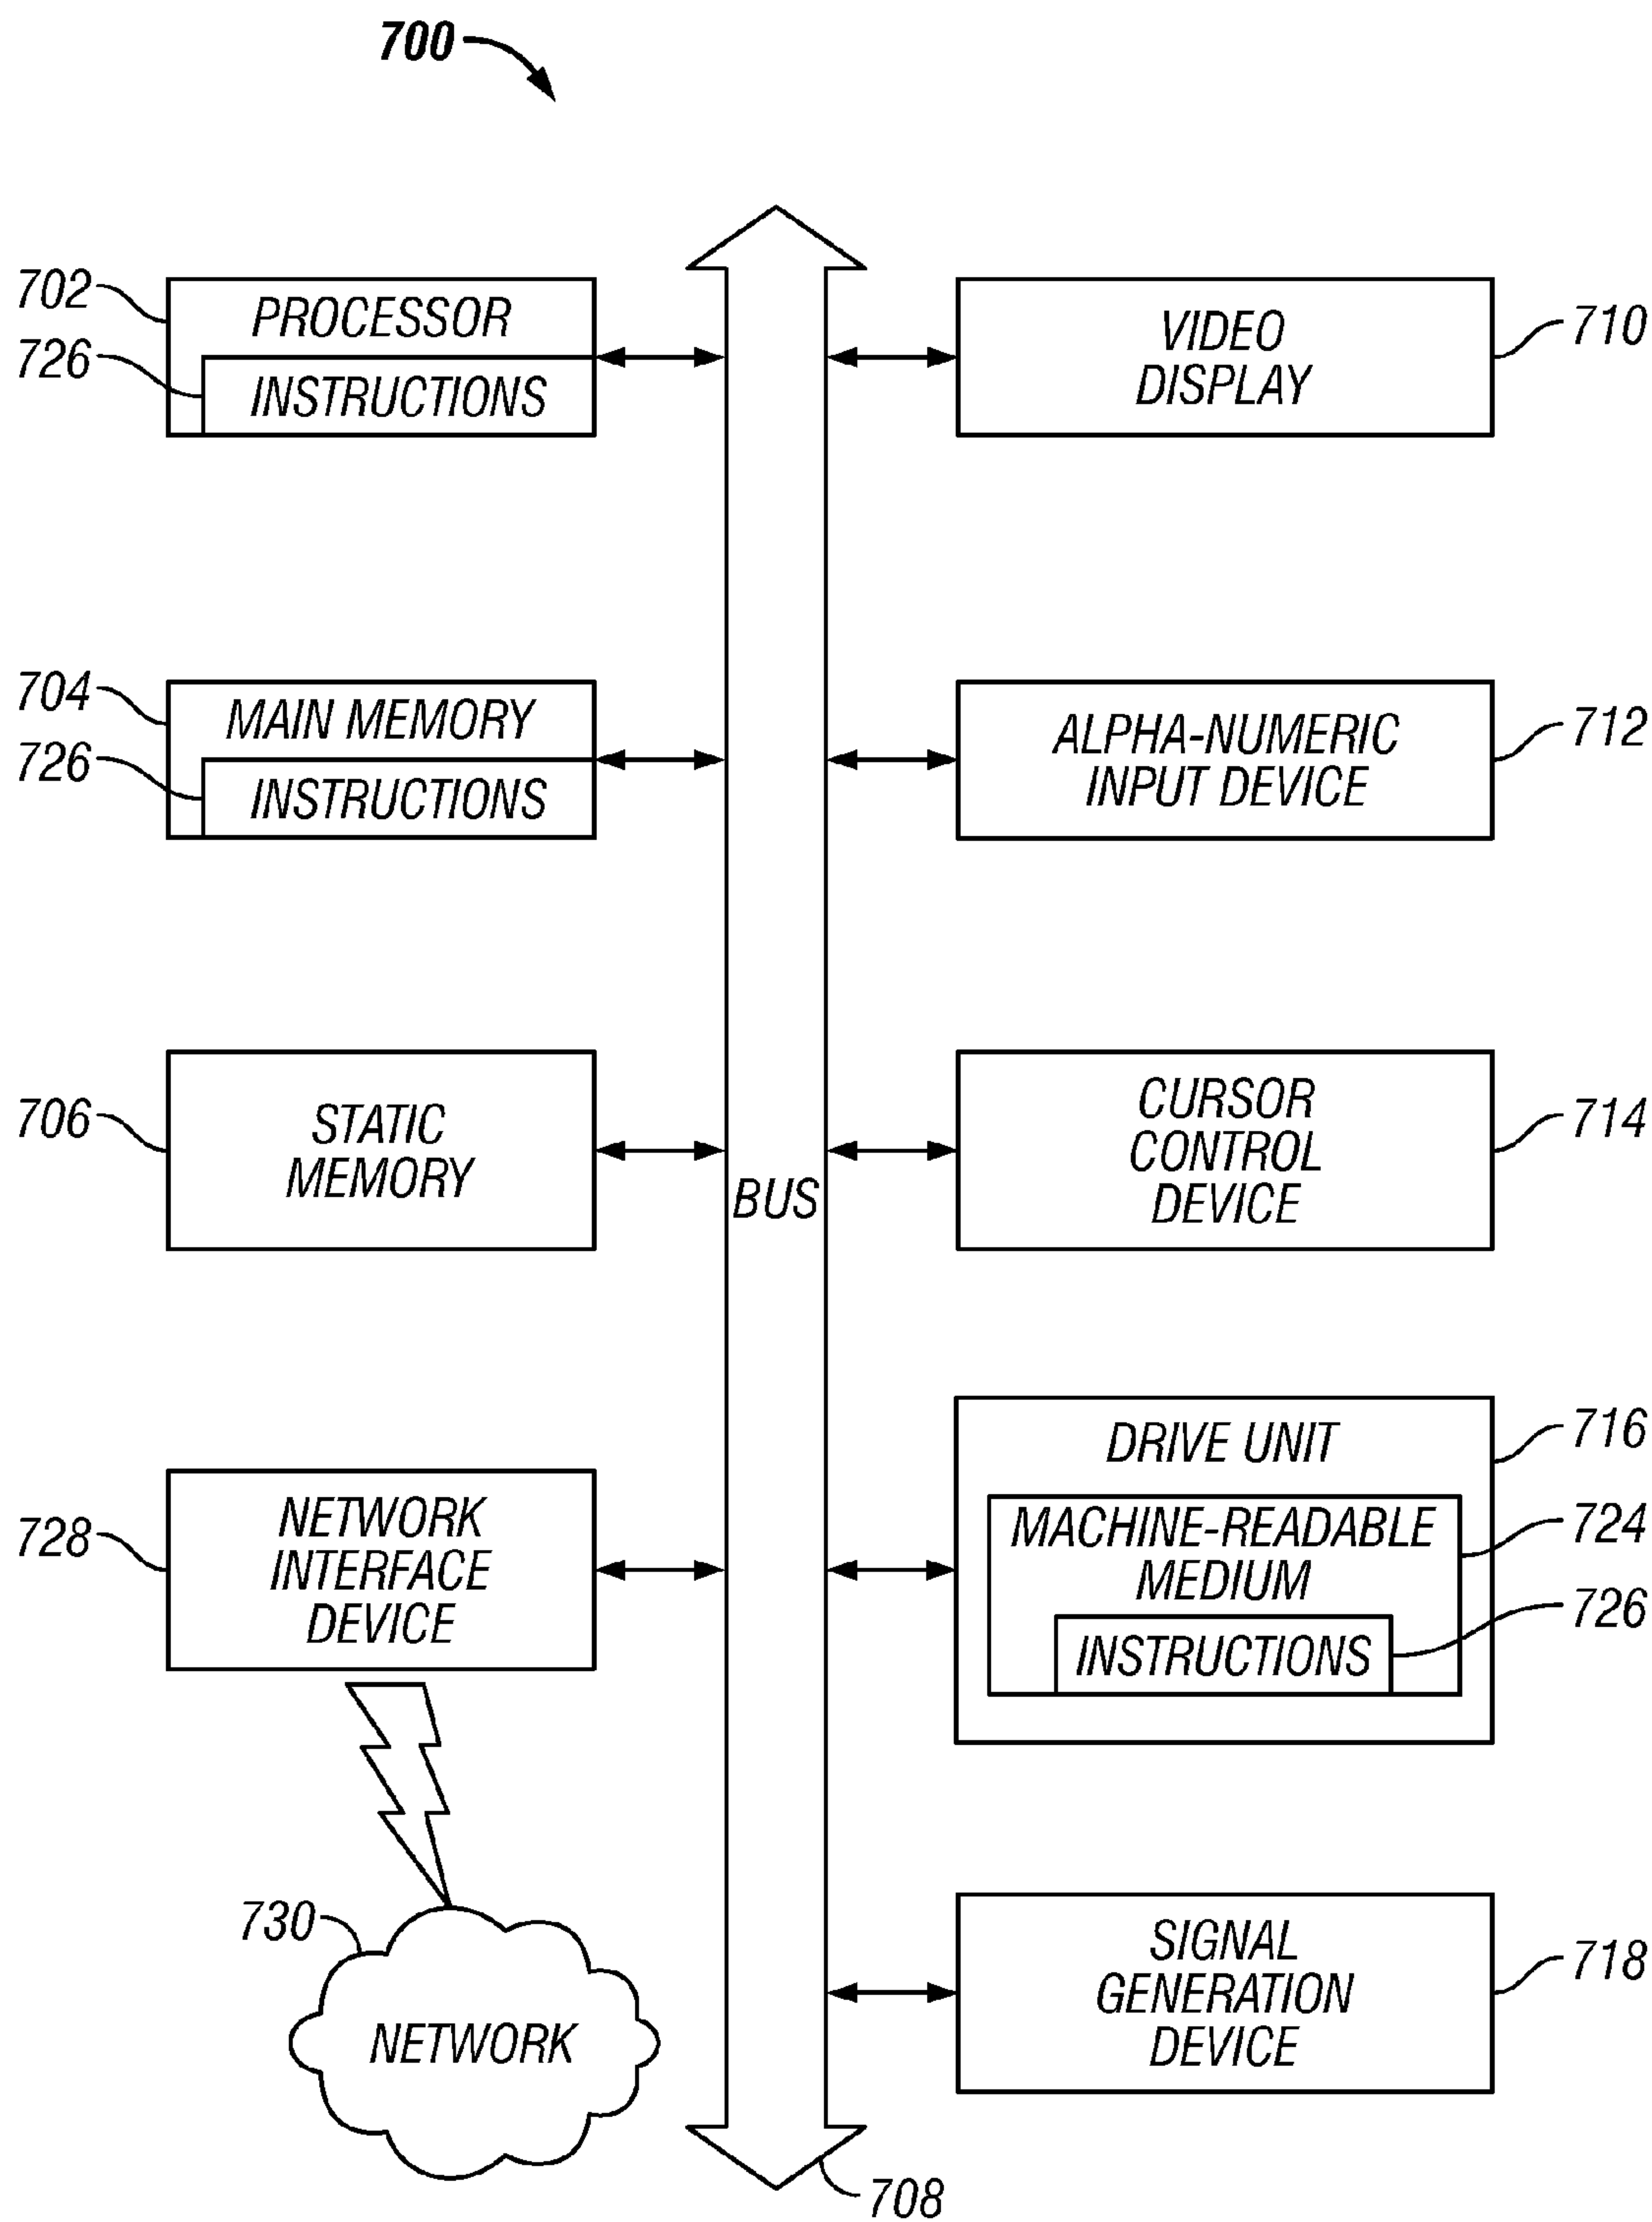 700
702
PROCESSOR
726
INSTRUCTIONS
704
MAIN MEMORY
726
INSTRUCTIONS
706
STATIC
MEMORY
728
NETWORK
INTERFACE
DEVICE
730
NETWORK
BUS
708
VIDEO
DISPLAY
710
ALPHA-NUMERIC
INPUT DEVICE
712
CURSOR
CONTROL
DEVICE
714
DRIVE UNIT
716
MACHINE-READABLE
MEDIUM
724
INSTRUCTIONS
726
SIGNAL
GENERATION
DEVICE
718